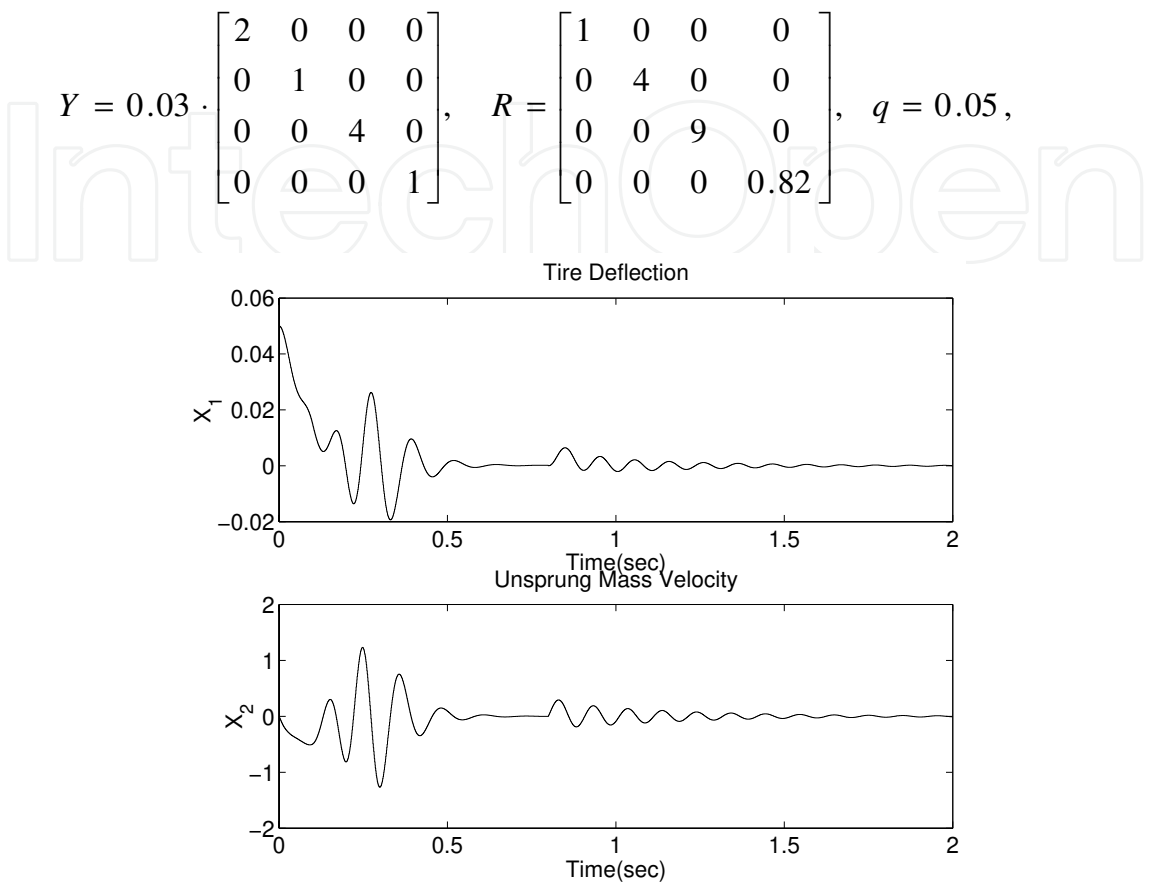 Y = 0.03 · [2 0 0 0; 0 1 0 0; 0 0 4 0; 0 0 0 1], R = [1 0 0 0; 0 4 0 0; 0 0 9 0; 0 0 0 0.82], q = 0.05,
IntechOpen
Tire Deflection
0.06
0.04
0.02
0
−0.02
X1
0 0.5 1 1.5 2
Time(sec)
Unsprung Mass Velocity
2
1
0
−1
−2
X2
0 0.5 1 1.5 2
Time(sec)